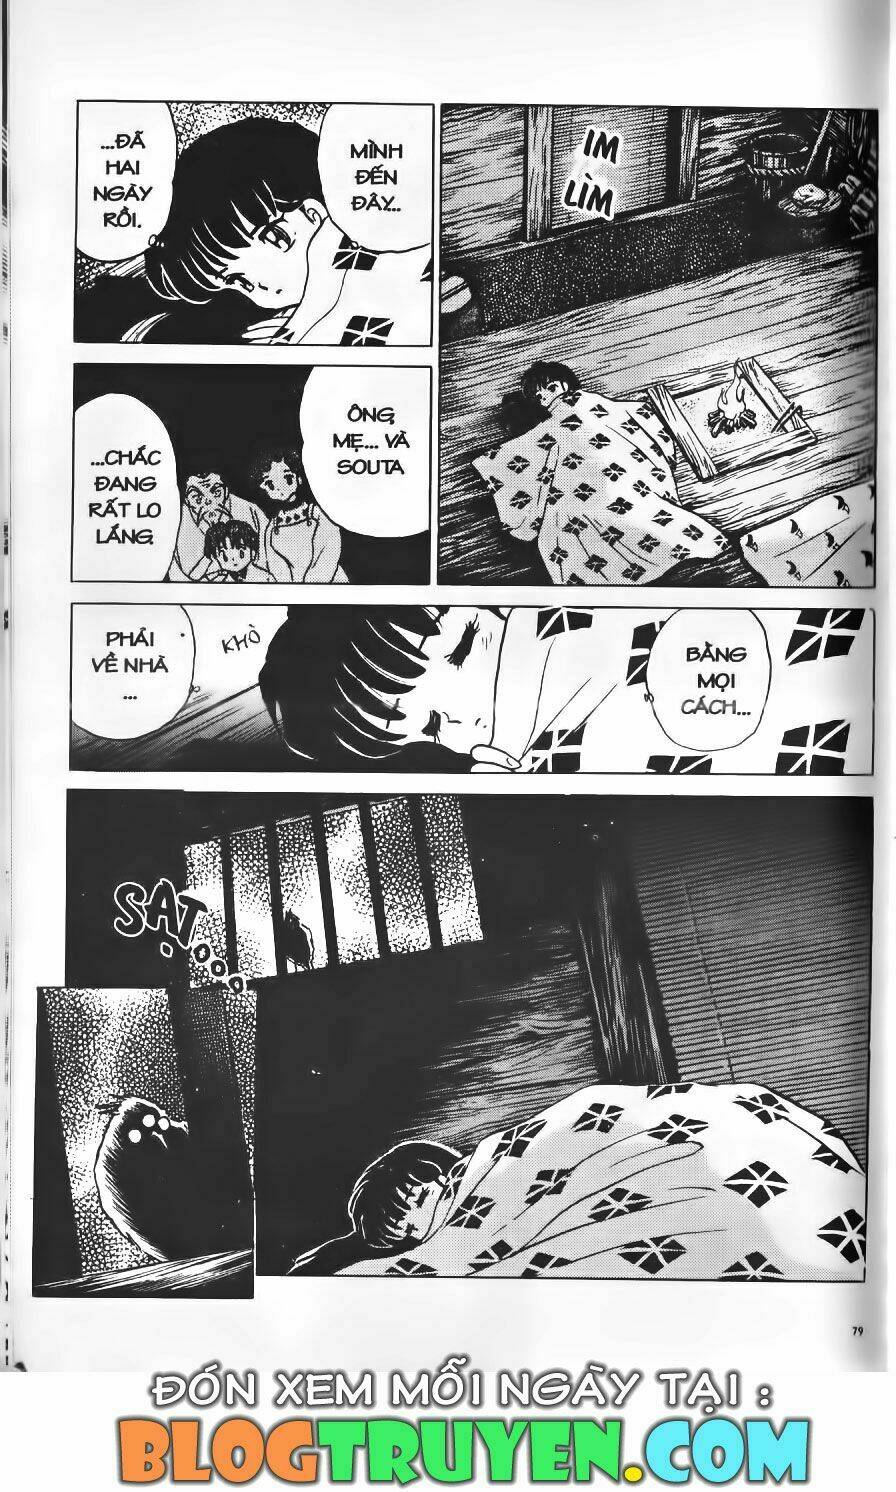 IM
LÌM
MÌNH
ĐẾN
ĐÂY...
...ĐÃ
HAI
NGÀY
RỒI.
ÔNG,
MẸ... VÀ
SOUTA
...CHẮC
ĐANG
RẤT LO
LẮNG.
BẰNG
MỌI
CÁCH...
KHÒ
PHẢI
VỀ NHÀ
...
SẠT...
79
ĐÓN XEM MỖI NGÀY TẠI :
BLOGTRUYEN.COM